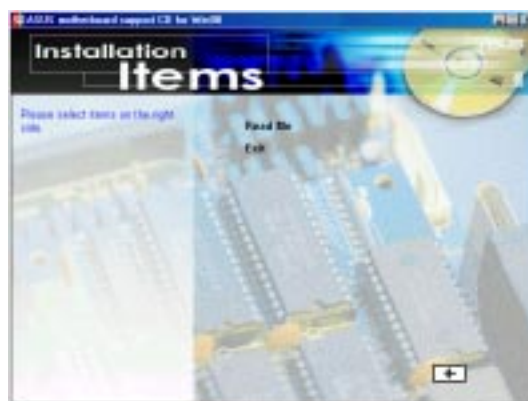 ASUS motherboard support CD for Win98
Installation
Items
Please select items on the right
side.
Read Me
Exit